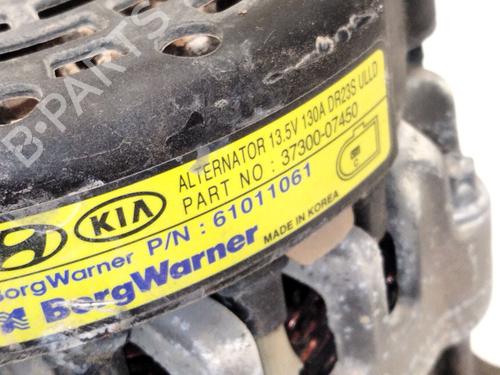 ALTERNATOR 13.5V 130A DR23S ULLD
PART NO : 37300-07450
KIA
P/N : 61011061
BorgWarner
BorgWarner
MADE IN KOREA
B-PARTS